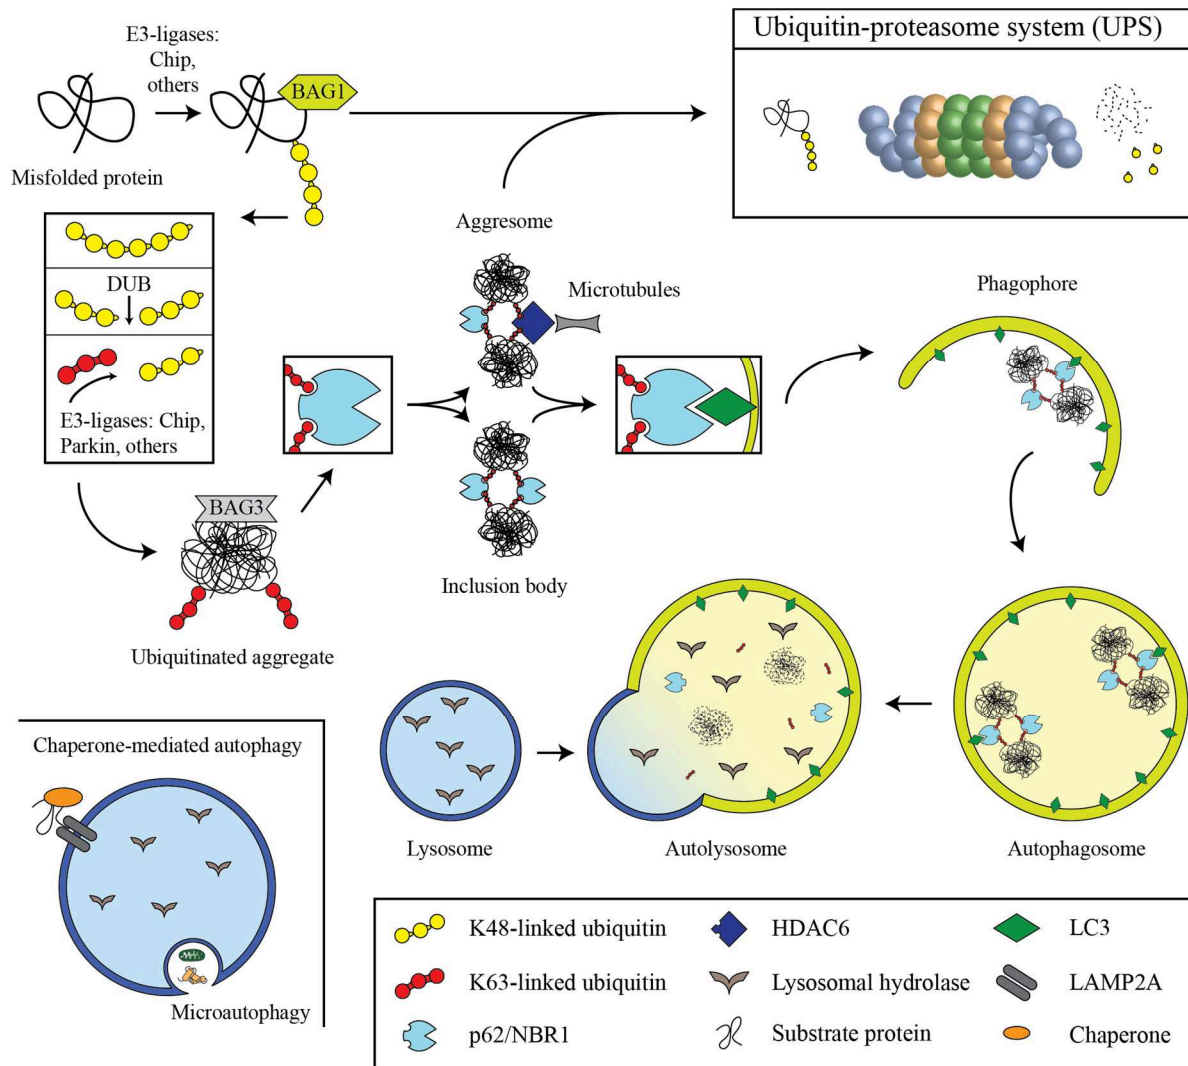 E3-ligases:
Chip,
others
BAG1
Misfolded protein
Ubiquitin-proteasome system (UPS)
DUB
E3-ligases: Chip,
Parkin, others
Aggresome
Microtubules
Phagophore
BAG3
Inclusion body
Ubiquitinated aggregate
Chaperone-mediated autophagy
Microautophagy
Lysosome
Autolysosome
Autophagosome
K48-linked ubiquitin
HDAC6
LC3
K63-linked ubiquitin
Lysosomal hydrolase
LAMP2A
p62/NBR1
Substrate protein
Chaperone